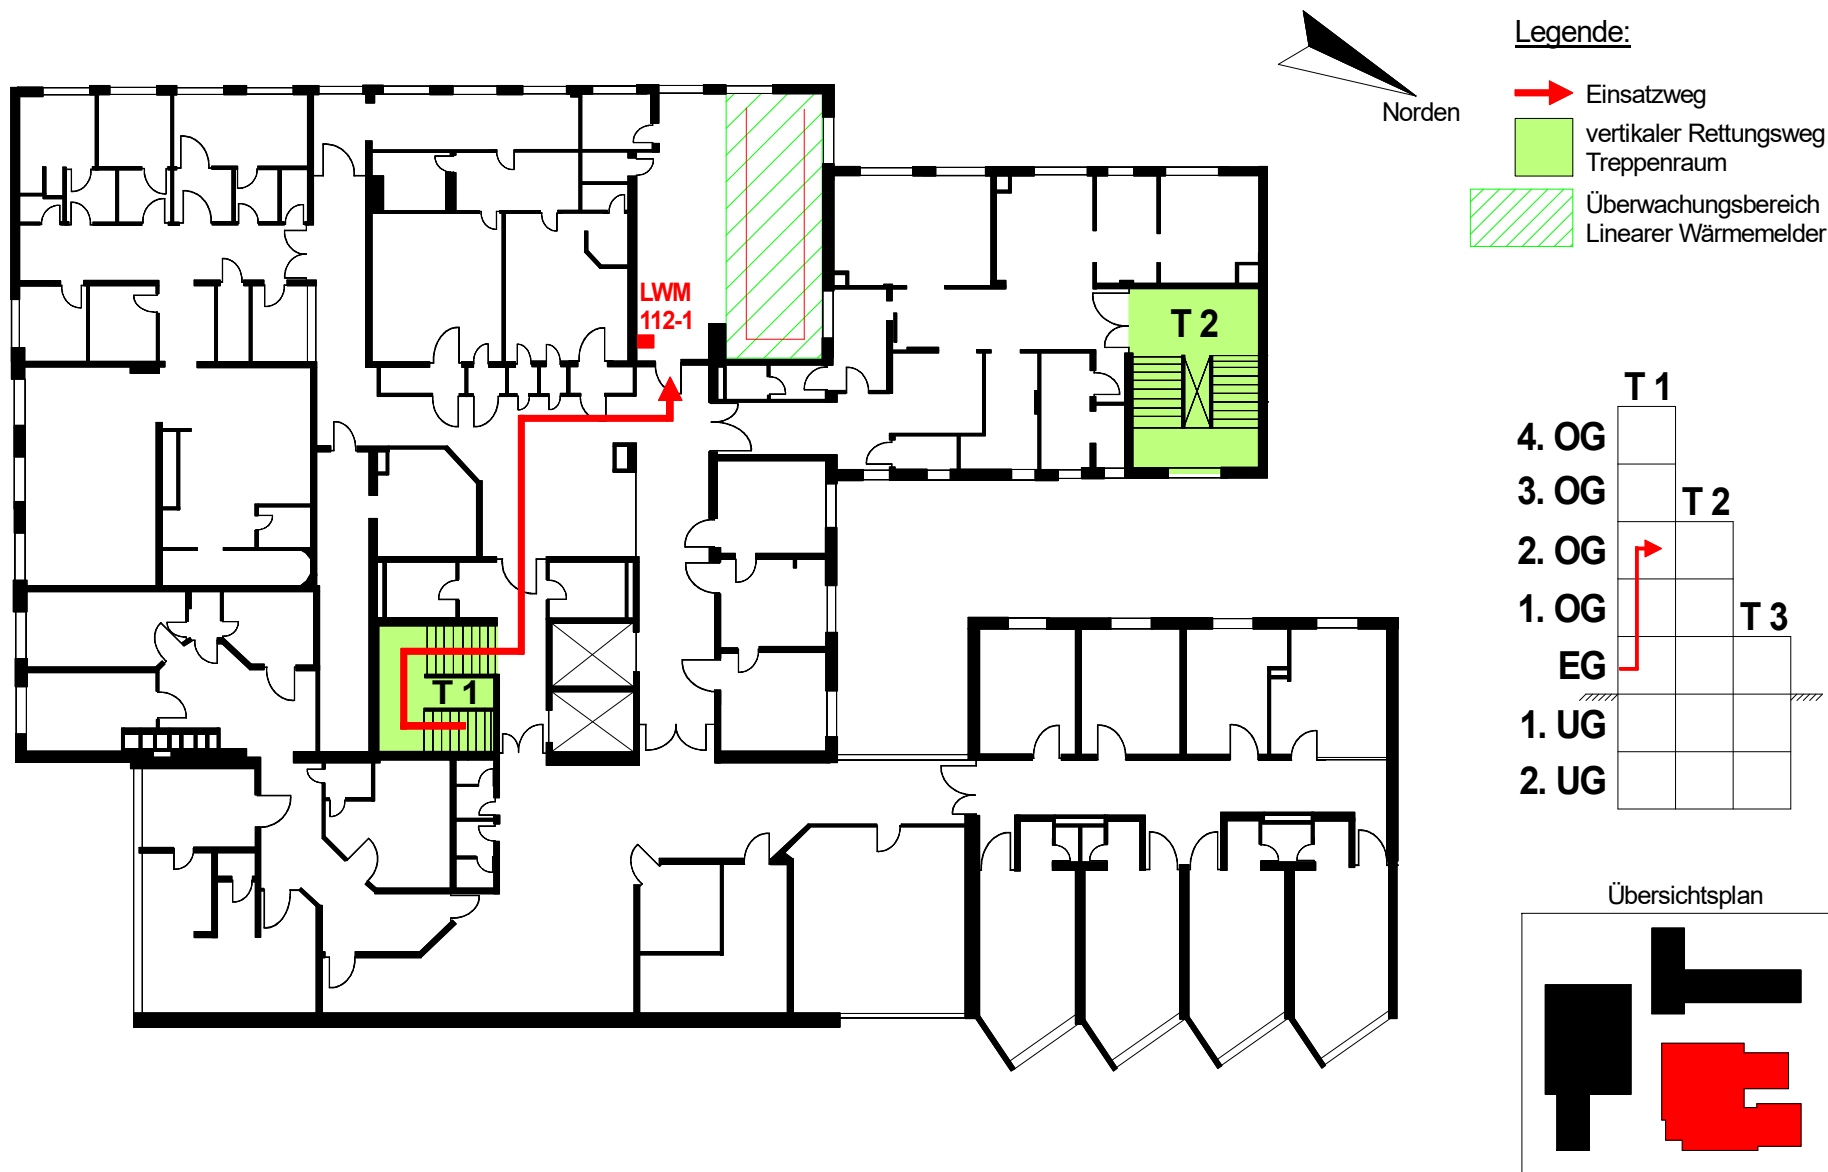 Norden
Legende:
Einsatzweg
vertikaler Rettungsweg
Treppenraum
Überwachungsbereich
Linearer Wärmemelder
LWM
112-1
T 2
T 1
T 1
4. OG
3. OG
T 2
2. OG
1. OG
T 3
EG
1. UG
2. UG
Übersichtsplan